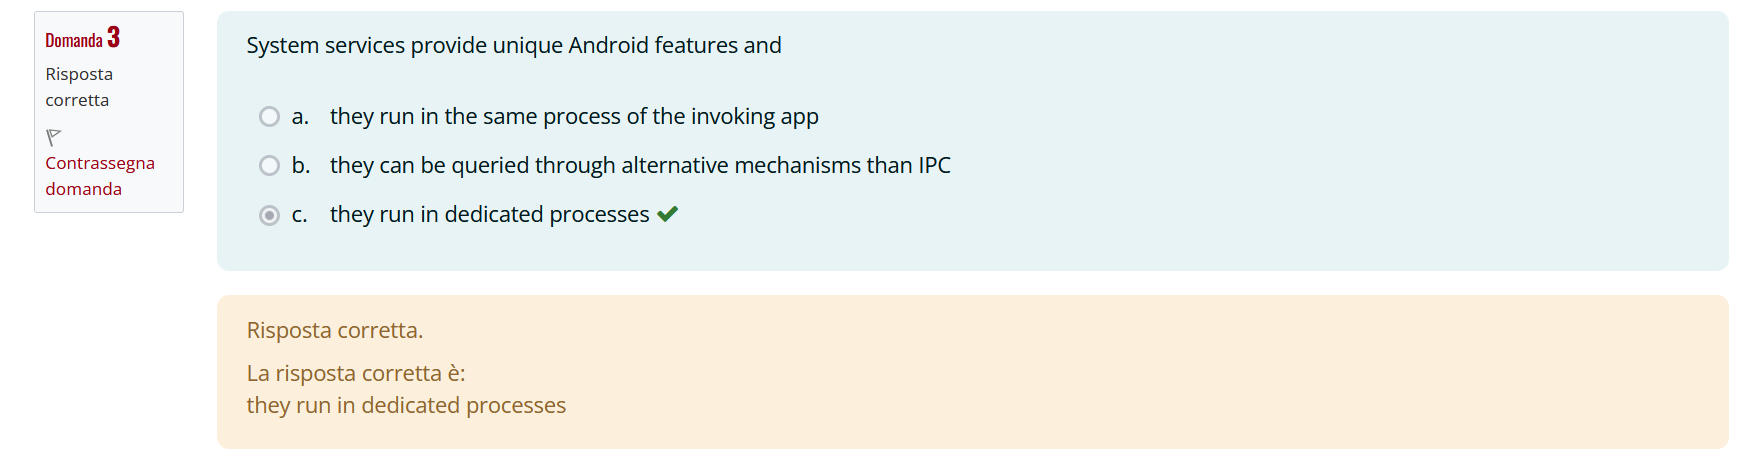 Domanda 3
Risposta
corretta
Contrassegna
domanda
System services provide unique Android features and
a. they run in the same process of the invoking app
b. they can be queried through alternative mechanisms than IPC
c. they run in dedicated processes
Risposta corretta.
La risposta corretta è:
they run in dedicated processes